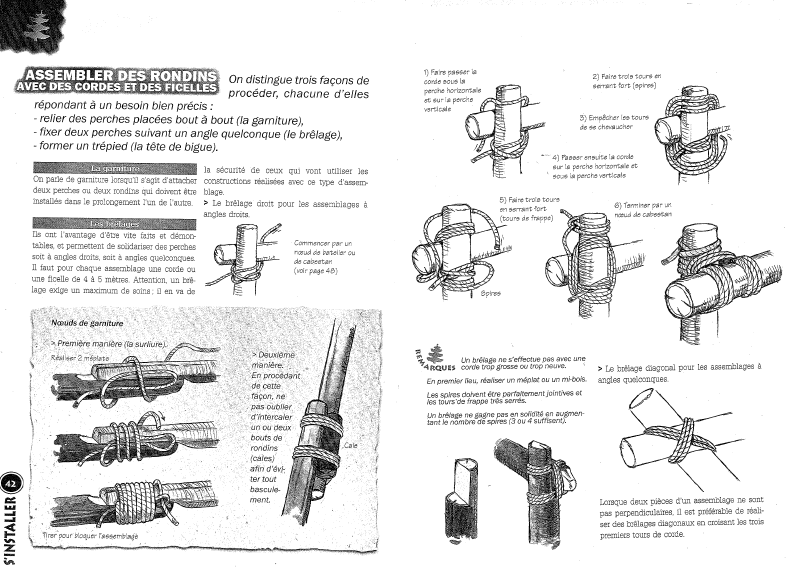 ASSEMBLER DES RONDINS
AVEC DES CORDES ET DES FICELLES
On distingue trois façons de
procéder, chacune d'elles
répondant à un besoin bien précis :
- relier des perches placées bout à bout (la garniture),
- fixer deux perches suivant un angle quelconque (le brêlage),
- former un trépied (la tête de bigue).
La garniture
On parle de garniture lorsqu'il s'agit d'attacher
deux perches ou deux rondins qui doivent être
installés dans le prolongement l'un de l'autre.
Les brêlages
Ils ont l'avantage d'être vite faits et démon-
tables, et permettent de solidariser des perches
soit à angles droits, soit à angles quelconques.
Il faut pour chaque assemblage une corde ou
une ficelle de 4 à 5 mètres. Attention, un brê-
lage exige un maximum de soins ; il en va de
la sécurité de ceux qui vont utiliser les
constructions réalisées avec ce type d'assem-
blage.
> Le brêlage droit pour les assemblages à
angles droits.
Commencer par un
nœud de batelier ou
de cabestan
(voir page 48)
Nœuds de garniture
> Première manière (la surliure).
Réaliser 2 méplats
Tirer pour bloquer l'assemblage
> Deuxième
manière.
En procédant
de cette
façon, ne
pas oublier
d'intercaler
un ou deux
bouts de
rondins
(cales)
afin d'évi-
ter tout
bascule-
ment.
Cale
42
S'INSTALLER
1) Faire passer la
corde sous la
perche horizontale
et sur la perche
verticale
2) Faire trois tours en
serrant fort (spires)
3) Empêcher les tours
de se chevaucher
4) Passer ensuite la corde
sur la perche horizontale et
sous la perche verticale
5) Faire trois tours
en serrant fort
(tours de frappe)
Spires
6) Terminer par un
nœud de cabestan
REMARQUES
Un brêlage ne s'effectue pas avec une
corde trop grosse ou trop neuve.
En premier lieu, réaliser un méplat ou un mi-bois.
Les spires doivent être parfaitement jointives et
les tours de frappe très serrés.
Un brêlage ne gagne pas en solidité en augmen-
tant le nombre de spires (3 ou 4 suffisent).
> Le brêlage diagonal pour les assemblages à
angles quelconques.
Lorsque deux pièces d'un assemblage ne sont
pas perpendiculaires, il est préférable de réali-
ser des brêlages diagonaux en croisant les trois
premiers tours de corde.